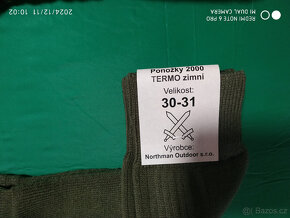 2024/12/11 10:02
REDMI NOTE 6 PRO
MI DUAL CAMERA
Ponožky 2000
TERMO zimní
Velikost:
30-31
Výrobce:
Northman Outdoor s.r.o.
sbazar.cz